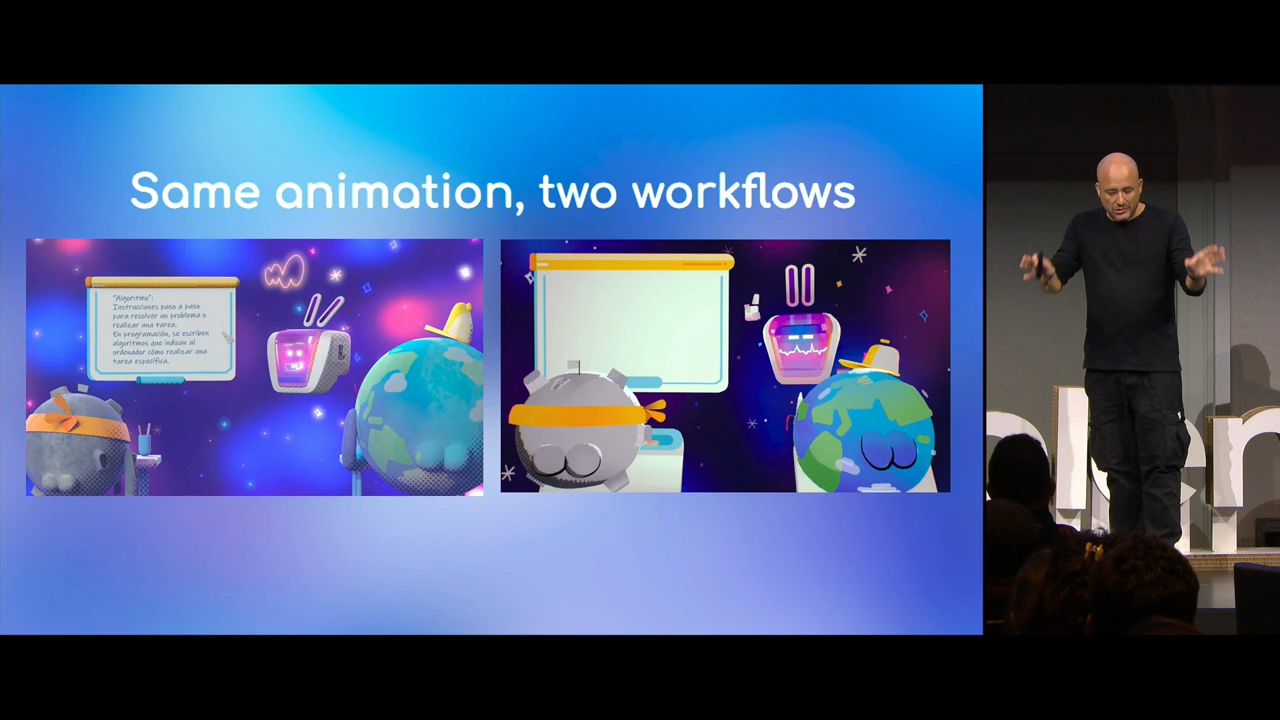 Same animation, two workflows
"Algoritmo":
Instrucciones paso a paso
para resolver un problema o
realizar una tarea.
En programación, se escriben
algoritmos que indican al
ordenador cómo realizar una
tarea específica.